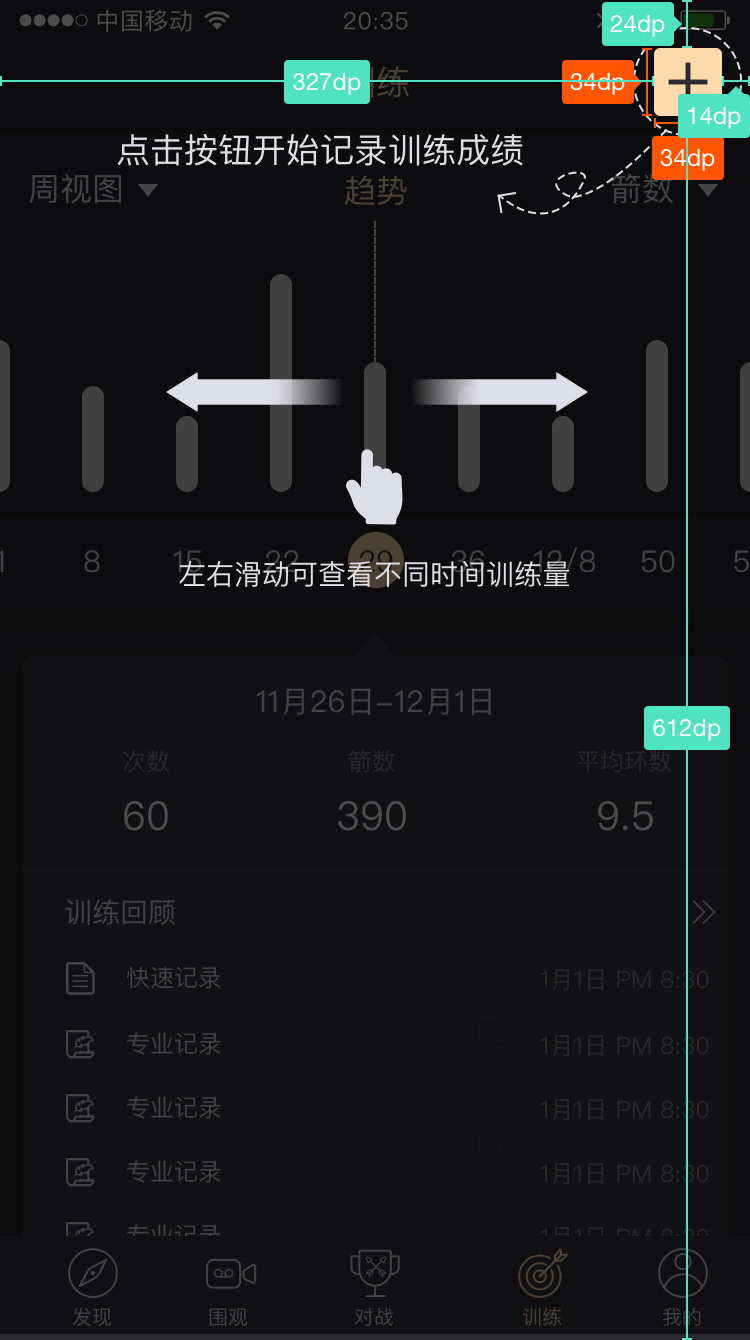 中国移动
20:35
24dp
327dp
训练
34dp
14dp
34dp
点击按钮开始记录训练成绩
周视图
趋势
箭数
8
15
22
29
36
12/8
50
左右滑动可查看不同时间训练量
11月26日-12月1日
612dp
次数
箭数
平均环数
60
390
9.5
训练回顾
快速记录
1月1日 PM 8:30
专业记录
1月1日 PM 8:30
专业记录
1月1日 PM 8:30
专业记录
1月1日 PM 8:30
专业记录
1月1日 PM 8:30
发现
围观
对战
训练
我的